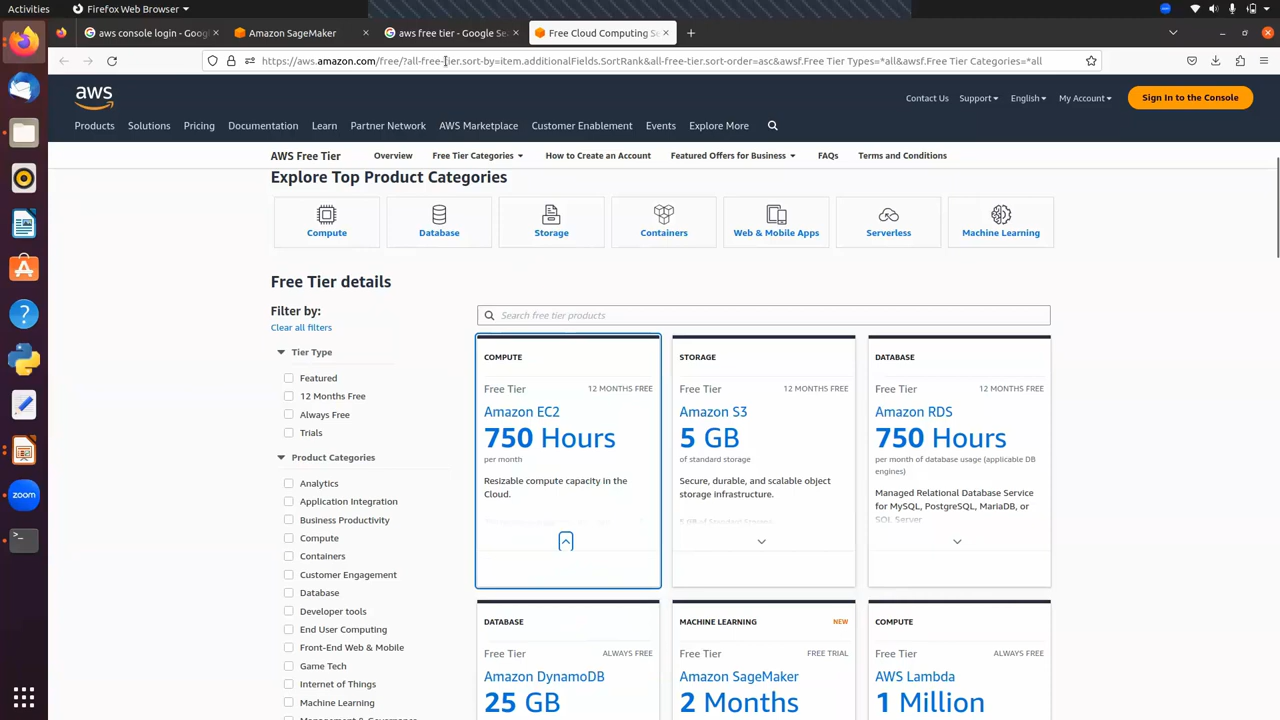 Activities
Firefox Web Browser
aws console login - Goog
Amazon SageMaker
aws free tier - Google Se
Free Cloud Computing Se
https://aws.amazon.com/free/?all-free-tier.sort-by=item.additionalFields.SortRank&all-free-tier.sort-order=asc&awsf.Free Tier Types=*all&awsf.Free Tier Categories=*all
aws
Contact Us Support English My Account Sign In to the Console
Products Solutions Pricing Documentation Learn Partner Network AWS Marketplace Customer Enablement Events Explore More
AWS Free Tier Overview Free Tier Categories How to Create an Account Featured Offers for Business FAQs Terms and Conditions
Explore Top Product Categories
Compute Database Storage Containers Web & Mobile Apps Serverless Machine Learning
Free Tier details
Filter by:
Clear all filters
Tier Type
Featured
12 Months Free
Always Free
Trials
Product Categories
Analytics
Application Integration
Business Productivity
Compute
Containers
Customer Engagement
Database
Developer tools
End User Computing
Front-End Web & Mobile
Game Tech
Internet of Things
Machine Learning
Search free tier products
COMPUTE
Free Tier 12 MONTHS FREE
Amazon EC2
750 Hours
per month
Resizable compute capacity in the
Cloud.
STORAGE
Free Tier 12 MONTHS FREE
Amazon S3
5 GB
of standard storage
Secure, durable, and scalable object
storage infrastructure.
5 GB of Standard Storage
DATABASE
Free Tier 12 MONTHS FREE
Amazon RDS
750 Hours
per month of database usage (applicable DB
engines)
Managed Relational Database Service
for MySQL, PostgreSQL, MariaDB, or
SQL Server
DATABASE
Free Tier ALWAYS FREE
Amazon DynamoDB
25 GB
MACHINE LEARNING NEW
Free Tier FREE TRIAL
Amazon SageMaker
2 Months
COMPUTE
Free Tier ALWAYS FREE
AWS Lambda
1 Million
zoom